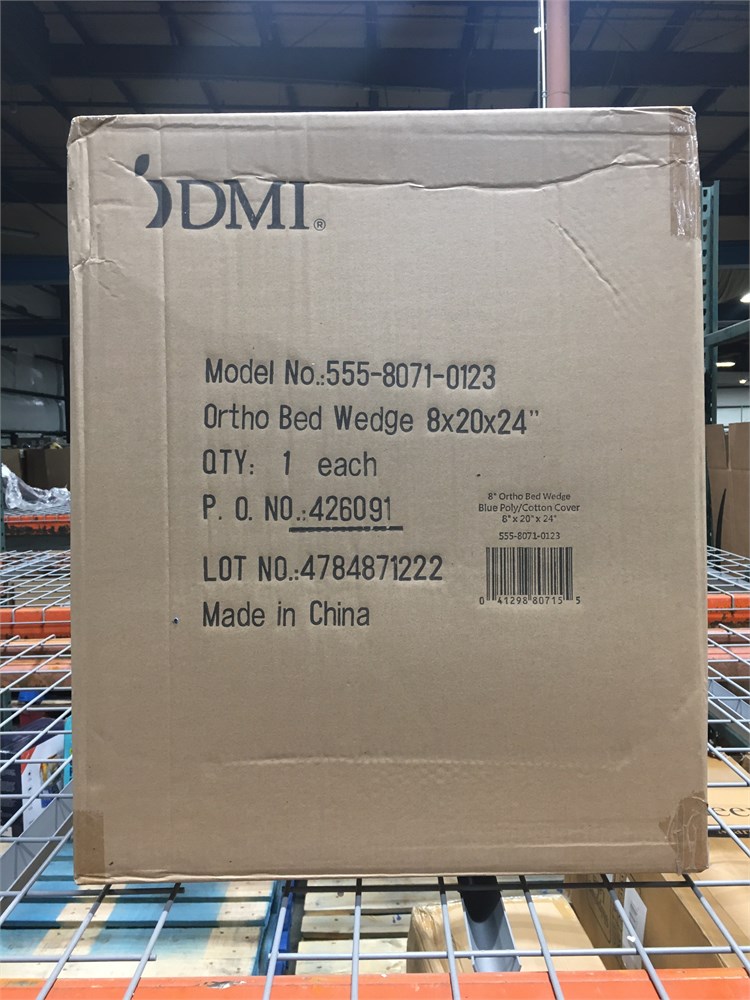 DMI®
Model No.:555-8071-0123
Ortho Bed Wedge 8x20x24"
QTY: 1 each
P. O. NO.:426091
LOT NO.:4784871222
Made in China
8" Ortho Bed Wedge
Blue Poly/Cotton Cover
8" x 20" x 24"
555-8071-0123
0 41298 80715 5